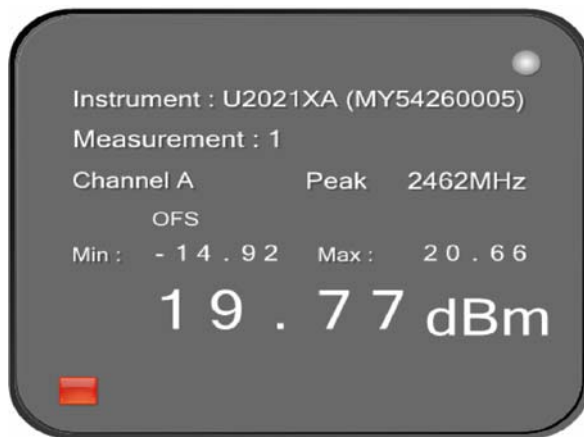 Instrument : U2021XA (MY54260005)
Measurement : 1
Channel A Peak 2462MHz
OFS
Min : -14.92 Max : 20.66
19.77 dBm